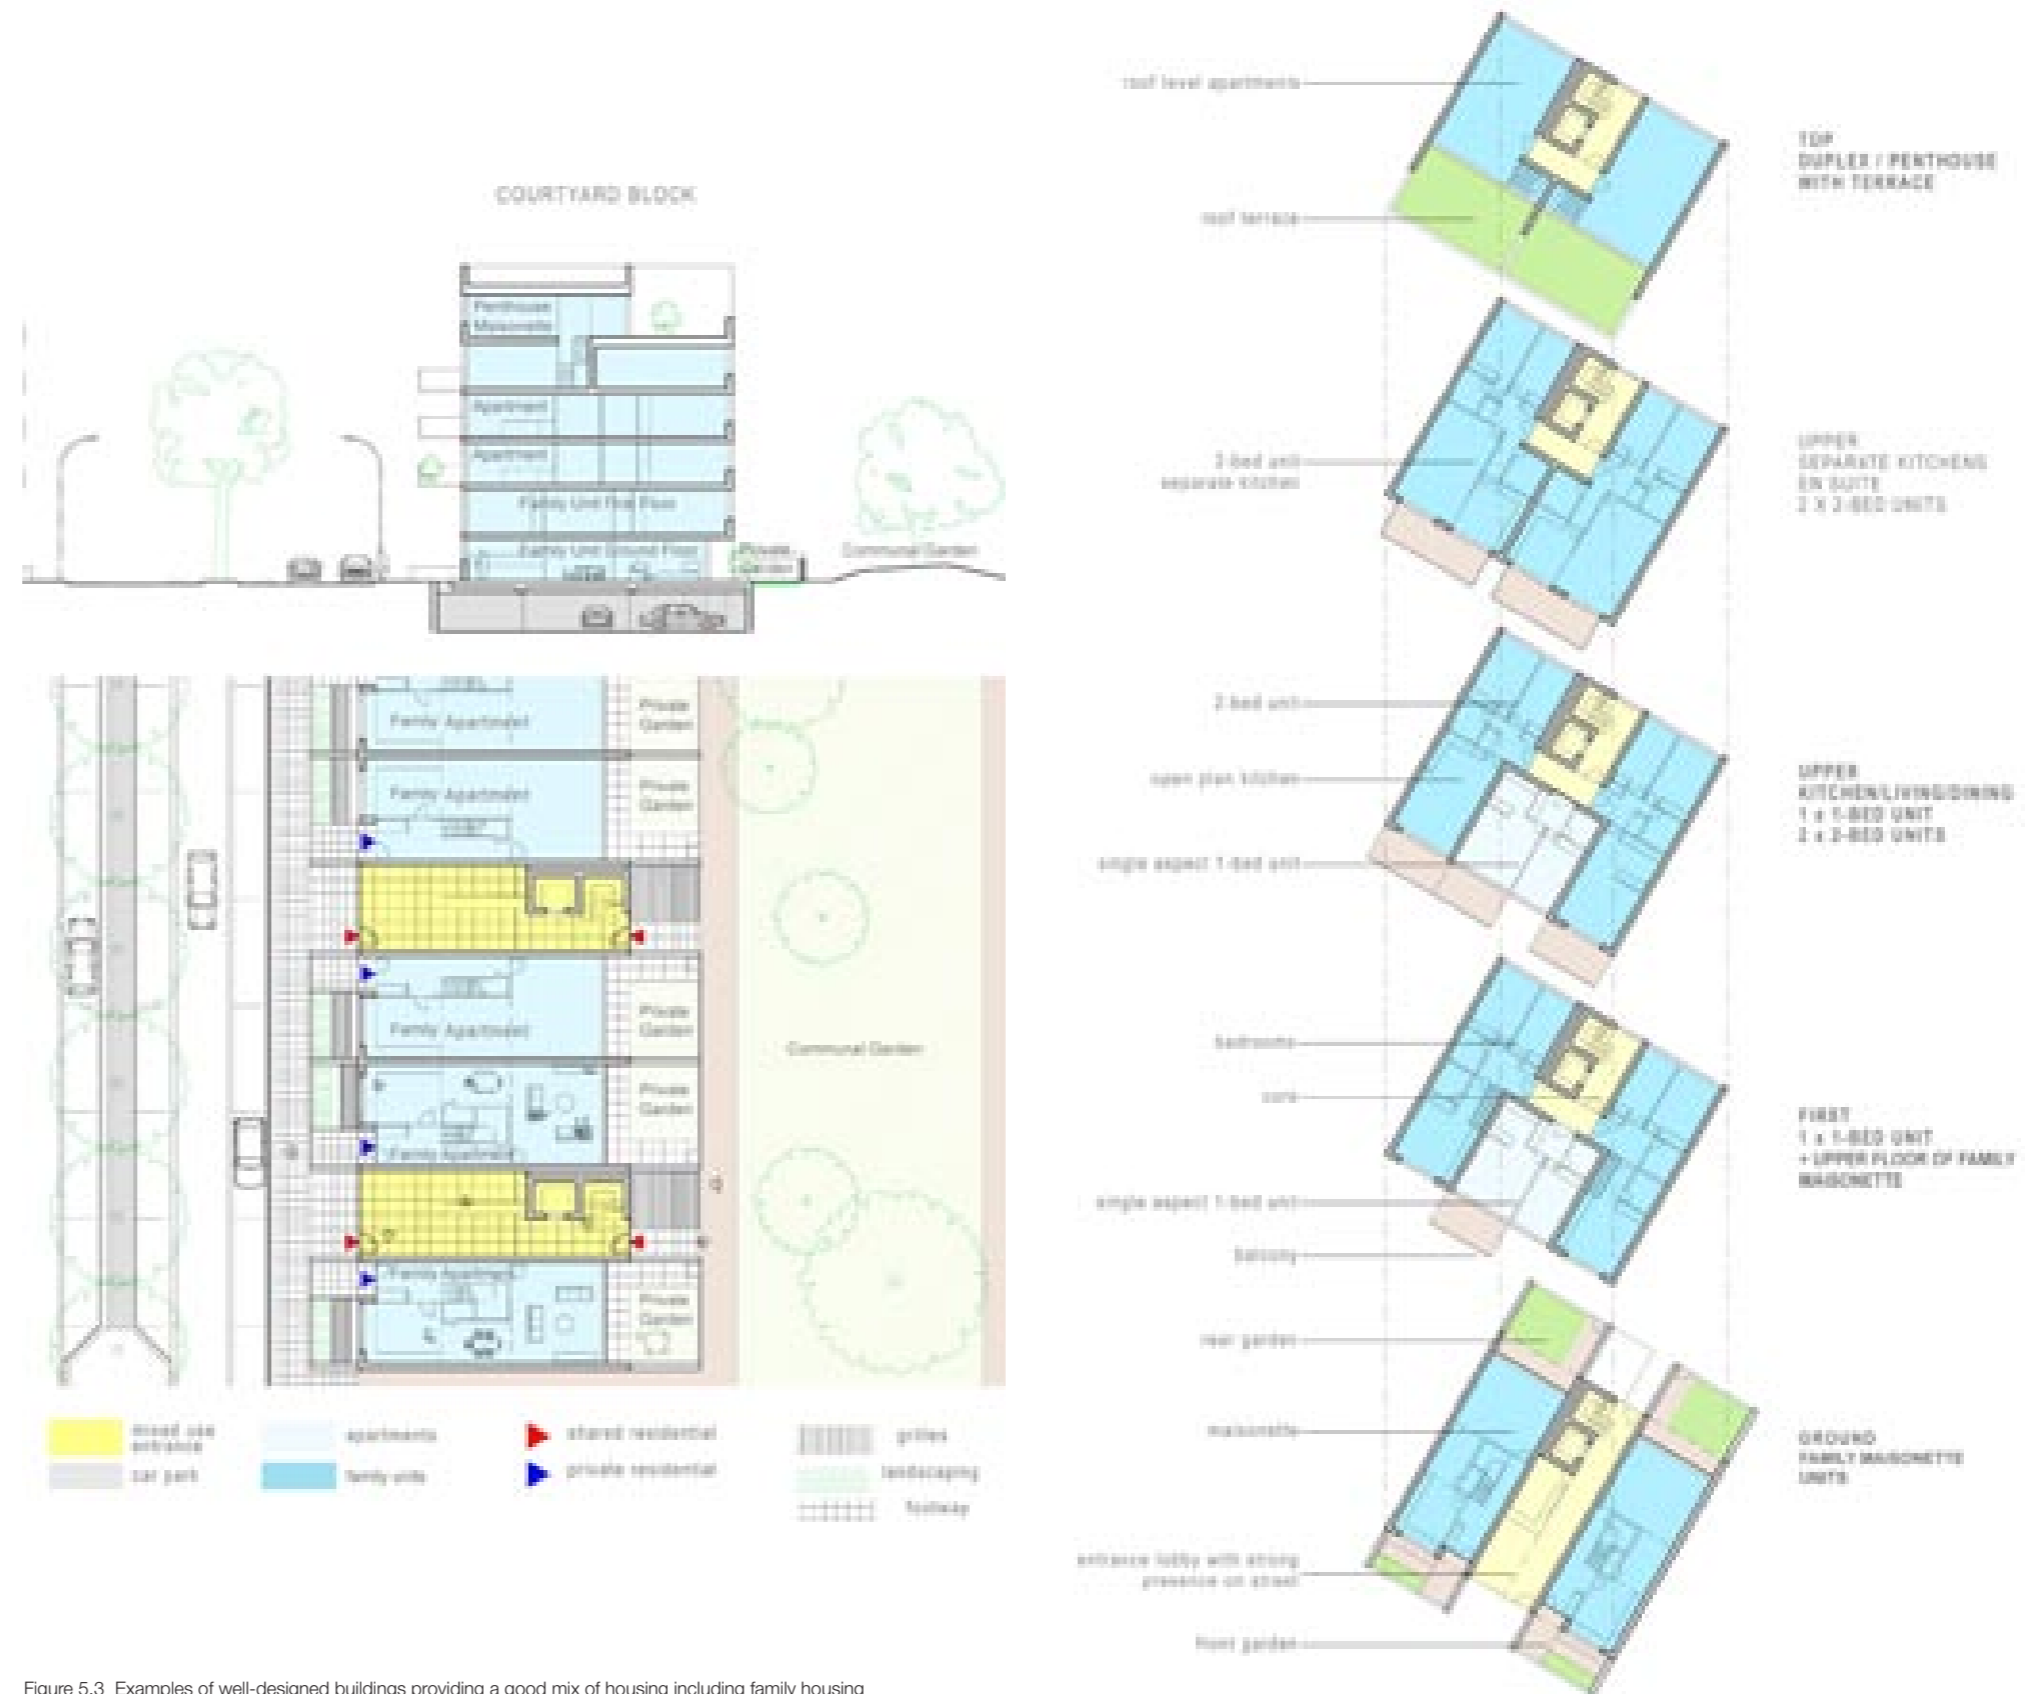 COURTYARD BLOCK
Penthouse
Maisonette
Apartment
Apartment
Family Unit First Floor
Family Unit Ground Floor
Private
Garden
Communal Garden
Family Apartment
Private
Garden
Family Apartment
Private
Garden
Family Apartment
Private
Garden
Communal Garden
Family Apartment
Private
Garden
Family Apartment
Private
Garden
mixed use
entrance
car park
apartments
family units
shared residential
private residential
grilles
landscaping
footway
Figure 5.3 Examples of well-designed buildings providing a good mix of housing including family housing
roof level apartments
roof terrace
TOP
DUPLEX / PENTHOUSE
WITH TERRACE
separate kitchen
UPPER
SEPARATE KITCHENS
EN SUITE
2 X 2-BED UNITS
2-bed unit
open plan kitchen
single aspect 1-bed unit
UPPER
KITCHEN/LIVING/DINING
1 x 1-BED UNIT
2 x 2-BED UNITS
bedrooms
core
single aspect 1-bed unit
balcony
FIRST
1 x 1-BED UNIT
+ UPPER FLOOR OF FAMILY
MAISONETTE
rear garden
maisonette
entrance lobby with strong
presence on street
front garden
GROUND
FAMILY MAISONETTE
UNITS